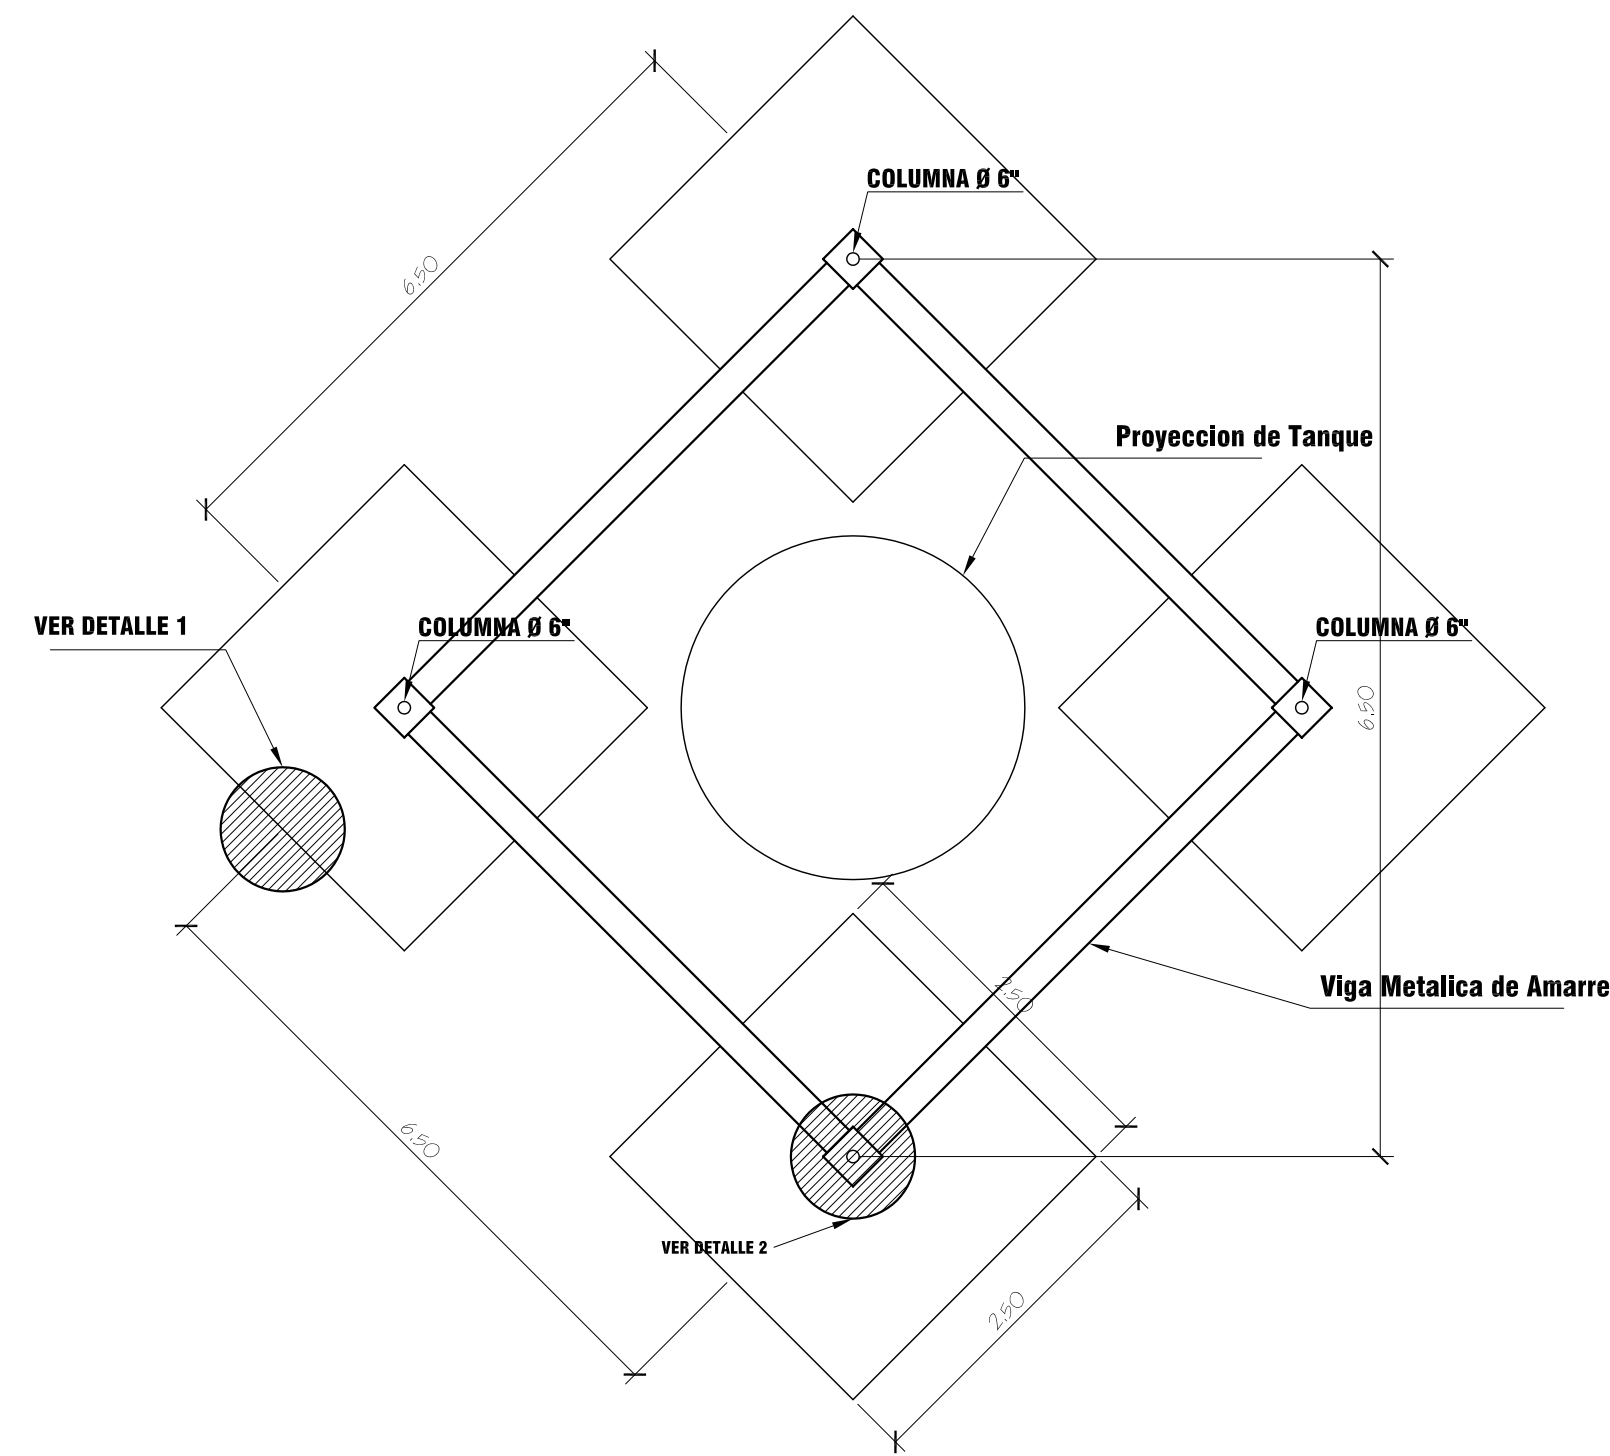 COLUMNA Ø 6"
6.50
Proyeccion de Tanque
VER DETALLE 1
COLUMNA Ø 6"
COLUMNA Ø 6"
6.50
Viga Metalica de Amarre
2.50
6.50
VER DETALLE 2
2.50